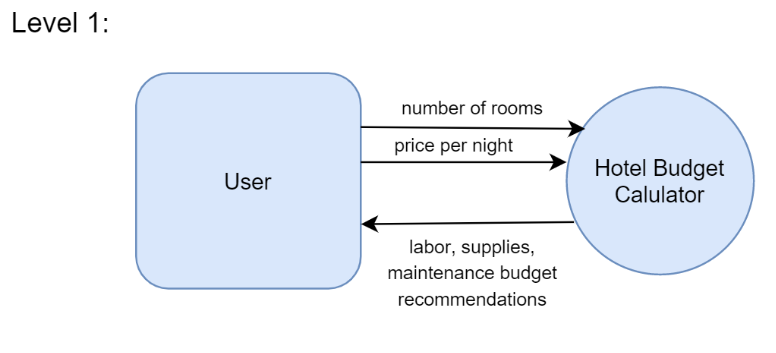 Level 1:
number of rooms
price per night
User
Hotel Budget
Calulator
labor, supplies,
maintenance budget
recommendations